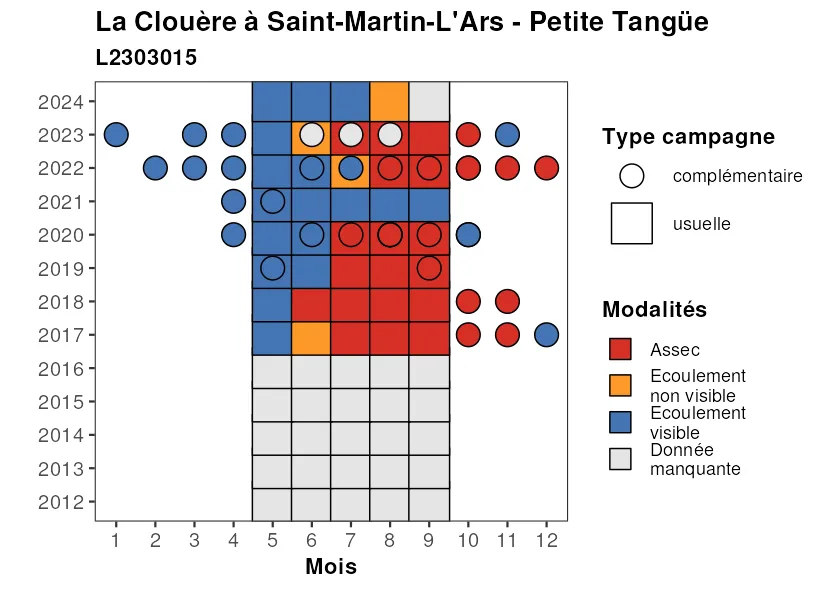 La Clouère à Saint-Martin-L'Ars - Petite Tangüe
L2303015
2024
2023
2022
2021
2020
2019
2018
2017
2016
2015
2014
2013
2012
1 2 3 4 5 6 7 8 9 10 11 12
Mois
Type campagne
complémentaire
usuelle
Modalités
Assec
Ecoulement
non visible
Ecoulement
visible
Donnée
manquante